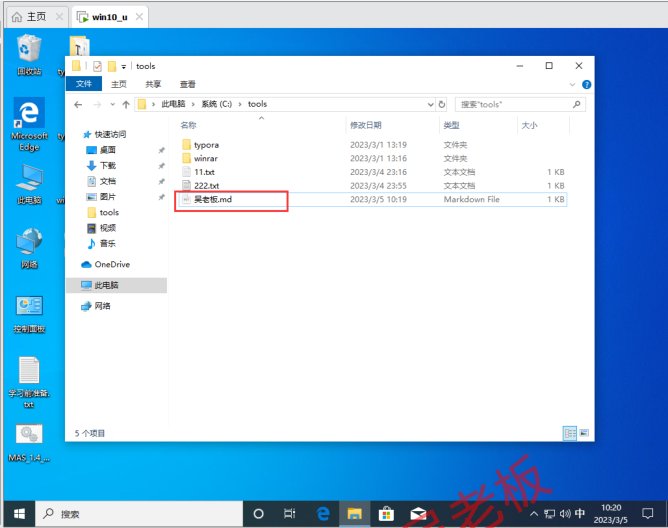 主页
win10_u
回收站
Microsoft
Edge
此电脑
网络
控制面板
学习前准备.
txt
MAS_1.4_...
tools
文件
主页
共享
查看
此电脑 > 系统 (C:) > tools
搜索"tools"
名称
修改日期
类型
大小
快速访问
桌面
下载
文档
图片
tools
视频
音乐
OneDrive
此电脑
网络
typora
2023/3/1 13:19
文件夹
winrar
2023/3/1 13:16
文件夹
11.txt
2023/3/4 23:16
文本文档
1 KB
222.txt
2023/3/4 23:55
文本文档
1 KB
吴老板.md
2023/3/5 10:19
Markdown File
1 KB
5 个项目
老板
搜索
中
10:20
2023/3/5